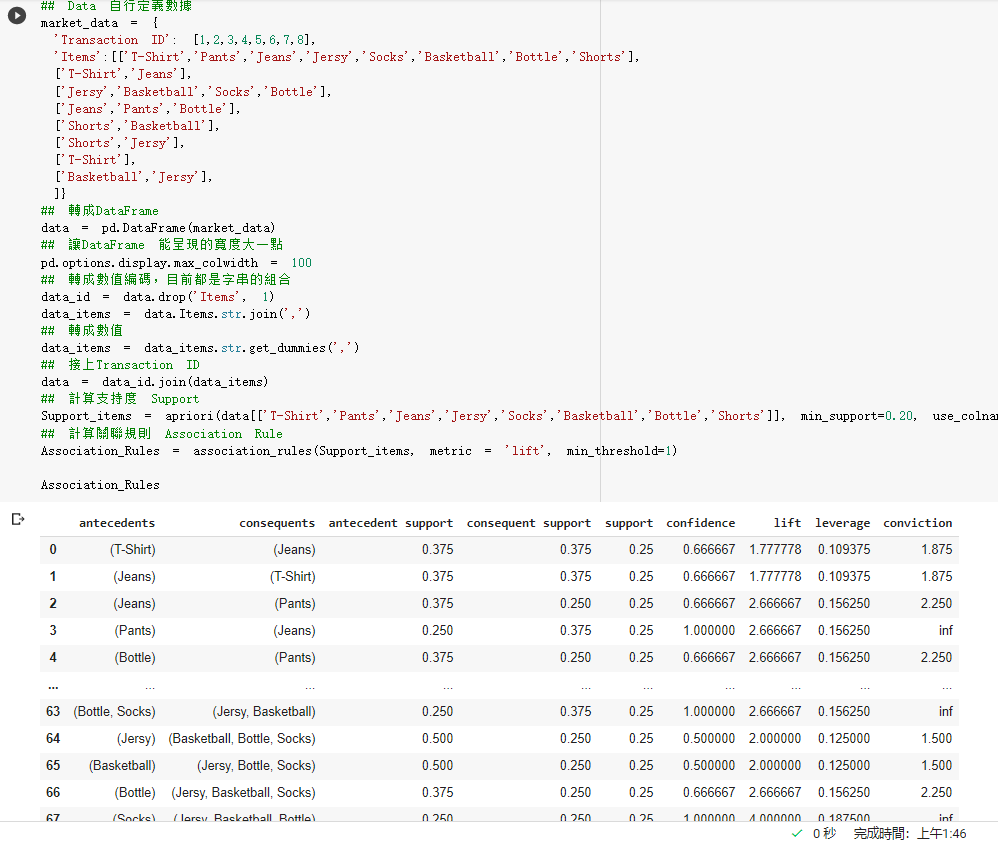 ## Data 自行定義數據
market_data = {
'Transaction ID': [1,2,3,4,5,6,7,8],
'Items':[['T-Shirt','Pants','Jeans','Jersy','Socks','Basketball','Bottle','Shorts'],
['T-Shirt','Jeans'],
['Jersy','Basketball','Socks','Bottle'],
['Jeans','Pants','Bottle'],
['Shorts','Basketball'],
['Shorts','Jersy'],
['T-Shirt'],
['Basketball','Jersy'],
]}
## 轉成DataFrame
data = pd.DataFrame(market_data)
## 讓DataFrame 能呈現的寬度大一點
pd.options.display.max_colwidth = 100
## 轉成數值編碼，目前都是字串的組合
data_id = data.drop('Items', 1)
data_items = data.Items.str.join(',')
## 轉成數值
data_items = data_items.str.get_dummies(',')
## 接上Transaction ID
data = data_id.join(data_items)
## 計算支持度 Support
Support_items = apriori(data[['T-Shirt','Pants','Jeans','Jersy','Socks','Basketball','Bottle','Shorts']], min_support=0.20, use_colna
## 計算關聯規則 Association Rule
Association_Rules = association_rules(Support_items, metric = 'lift', min_threshold=1)
Association_Rules
antecedents consequents antecedent support consequent support support confidence lift leverage conviction
0 (T-Shirt) (Jeans) 0.375 0.375 0.25 0.666667 1.777778 0.109375 1.875
1 (Jeans) (T-Shirt) 0.375 0.375 0.25 0.666667 1.777778 0.109375 1.875
2 (Jeans) (Pants) 0.375 0.250 0.25 0.666667 2.666667 0.156250 2.250
3 (Pants) (Jeans) 0.250 0.375 0.25 1.000000 2.666667 0.156250 inf
4 (Bottle) (Pants) 0.375 0.250 0.25 0.666667 2.666667 0.156250 2.250
... ... ... ... ... ... ... ... ... ...
63 (Bottle, Socks) (Jersy, Basketball) 0.250 0.375 0.25 1.000000 2.666667 0.156250 inf
64 (Jersy) (Basketball, Bottle, Socks) 0.500 0.250 0.25 0.500000 2.000000 0.125000 1.500
65 (Basketball) (Jersy, Bottle, Socks) 0.500 0.250 0.25 0.500000 2.000000 0.125000 1.500
66 (Bottle) (Jersy, Basketball, Socks) 0.375 0.250 0.25 0.666667 2.666667 0.156250 2.250
67 (Socks) (Jersy, Basketball, Bottle) 0.250 0.250 0.25 1.000000 4.000000 0.187500 inf
0 秒 完成時間: 上午1:46